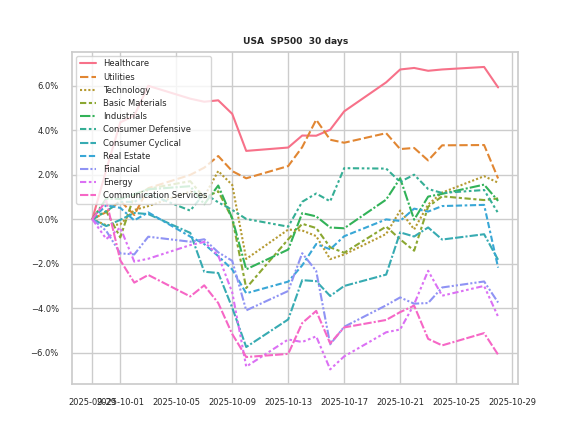 USA  SP500  30 days
Healthcare
Utilities
Technology
Basic Materials
Industrials
Consumer Defensive
Consumer Cyclical
Real Estate
Financial
Energy
Communication Services
6.0%
4.0%
2.0%
0.0%
−2.0%
−4.0%
−6.0%
2025-09-29 2025-10-01 2025-10-05 2025-10-09 2025-10-13 2025-10-17 2025-10-21 2025-10-25 2025-10-29